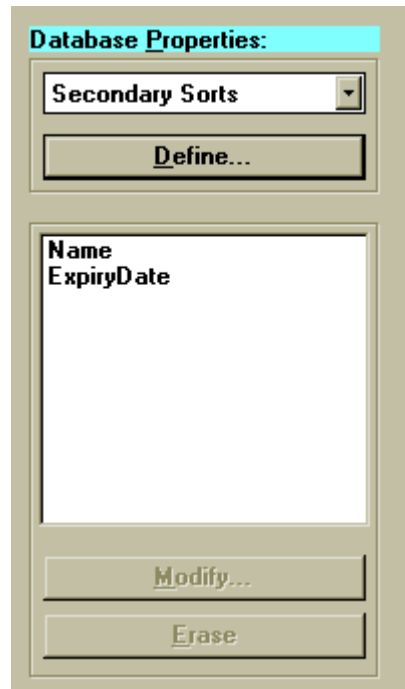 Database Properties:
Secondary Sorts
Define...
Name
ExpiryDate
Modify...
Erase